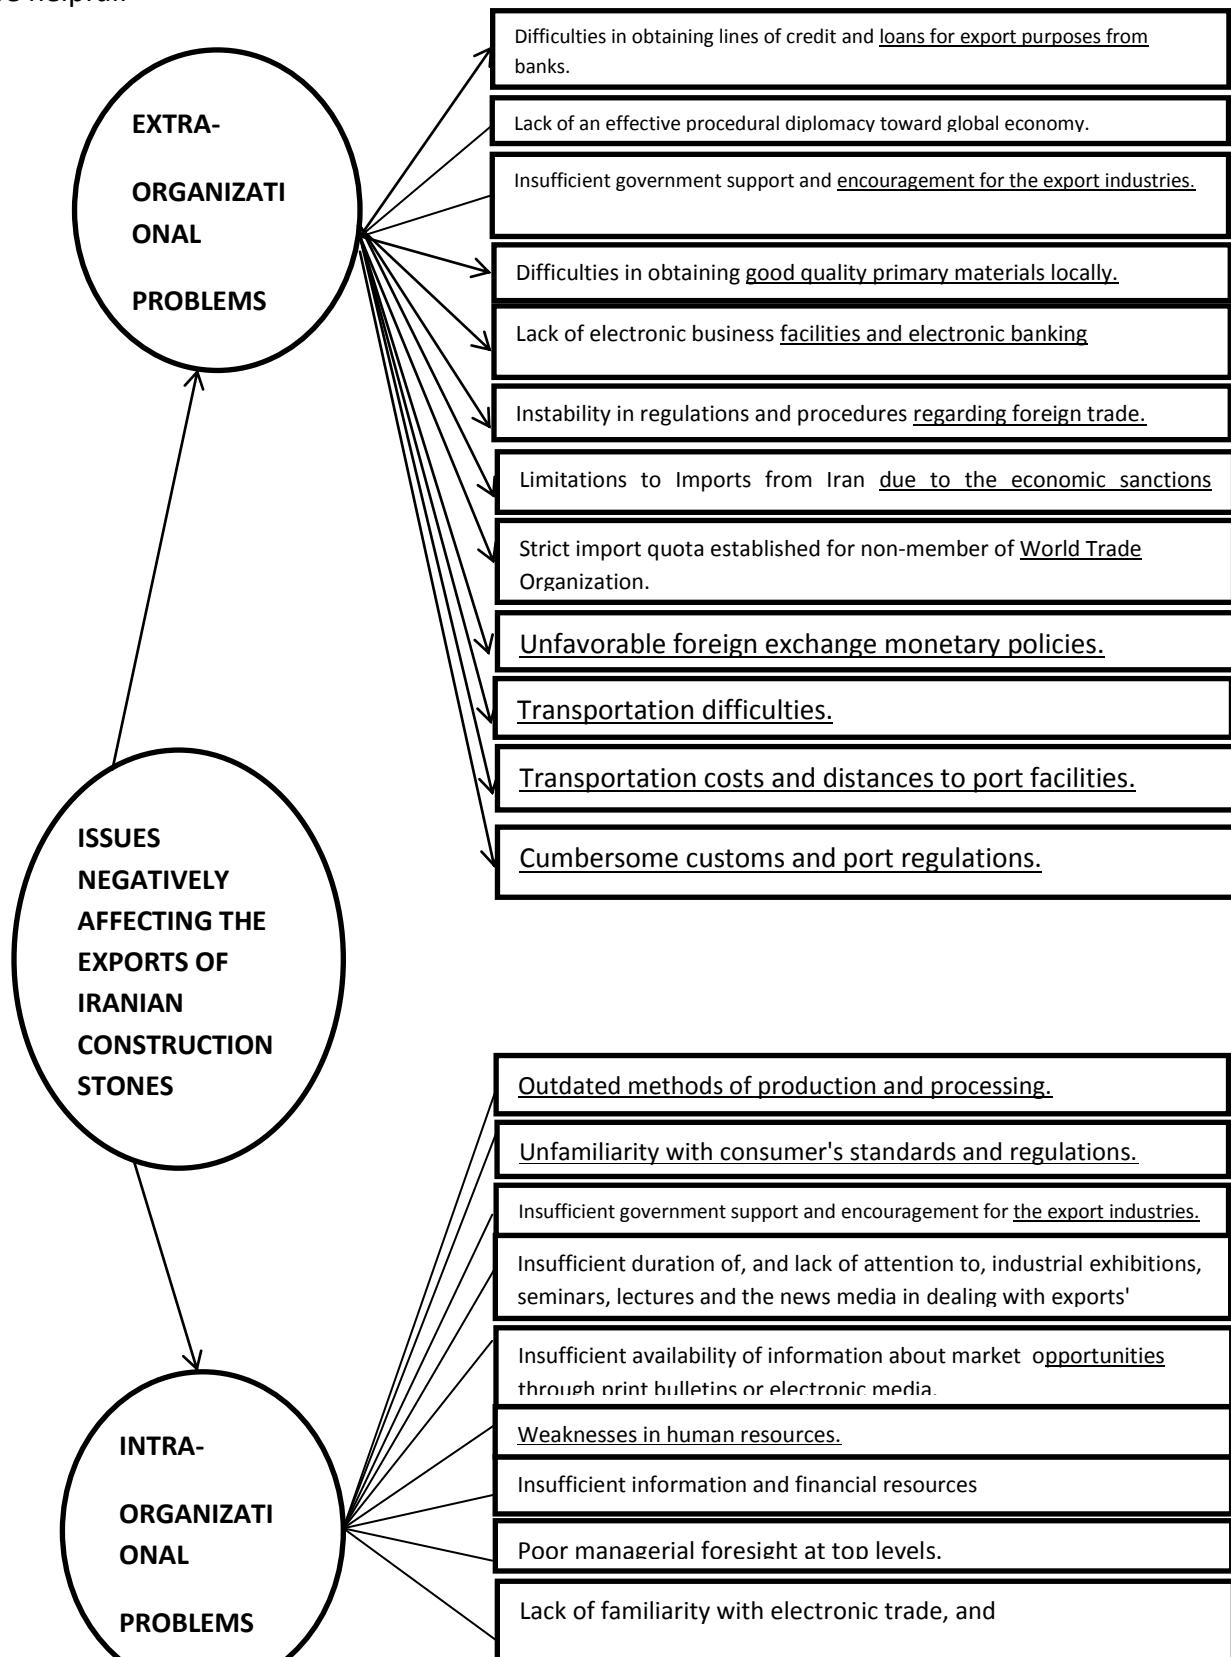 EXTRA-
ORGANIZATI
ONAL
PROBLEMS
Difficulties in obtaining lines of credit and loans for export purposes from
banks.
Lack of an effective procedural diplomacy toward global economy.
Insufficient government support and encouragement for the export industries.
Difficulties in obtaining good quality primary materials locally.
Lack of electronic business facilities and electronic banking
Instability in regulations and procedures regarding foreign trade.
Limitations to Imports from Iran due to the economic sanctions
Strict import quota established for non-member of World Trade
Organization.
Unfavorable foreign exchange monetary policies.
Transportation difficulties.
Transportation costs and distances to port facilities.
Cumbersome customs and port regulations.
ISSUES
NEGATIVELY
AFFECTING THE
EXPORTS OF
IRANIAN
CONSTRUCTION
STONES
Outdated methods of production and processing.
Unfamiliarity with consumer's standards and regulations.
Insufficient government support and encouragement for the export industries.
Insufficient duration of, and lack of attention to, industrial exhibitions,
seminars, lectures and the news media in dealing with exports'
Insufficient availability of information about market opportunities
through print bulletins or electronic media.
Weaknesses in human resources.
Insufficient information and financial resources
Poor managerial foresight at top levels.
Lack of familiarity with electronic trade, and
INTRA-
ORGANIZATI
ONAL
PROBLEMS